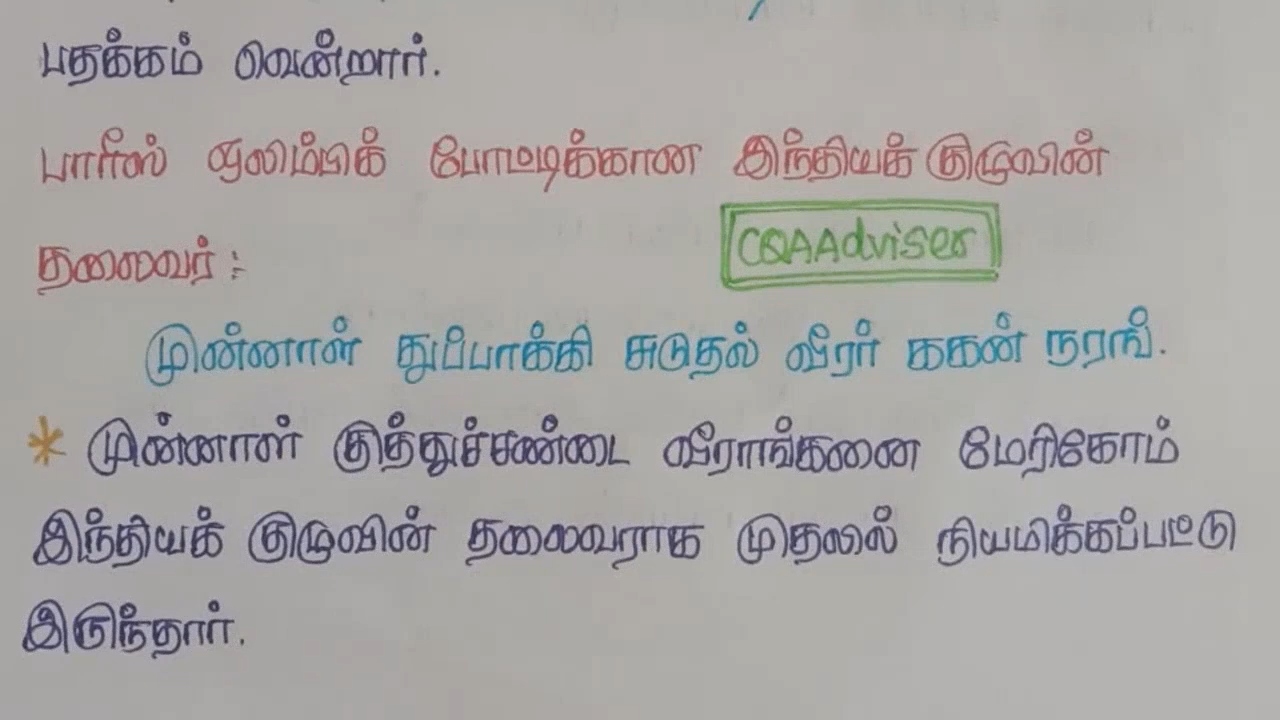 பதக்கம் வென்றார்.
பாரீஸ் ஒலிம்பிக் போட்டிக்கான இந்தியக் குழுவின்
தலைவர் :
CQAAdviser
முன்னாள் துப்பாக்கி சுடுதல் வீரர் ககன் நரங்.
* முன்னாள் குத்துச்சண்டை வீராங்கனை மேரிகோம்
இந்தியக் குழுவின் தலைவராக முதலில் நியமிக்கப்பட்டு
இருந்தார்.